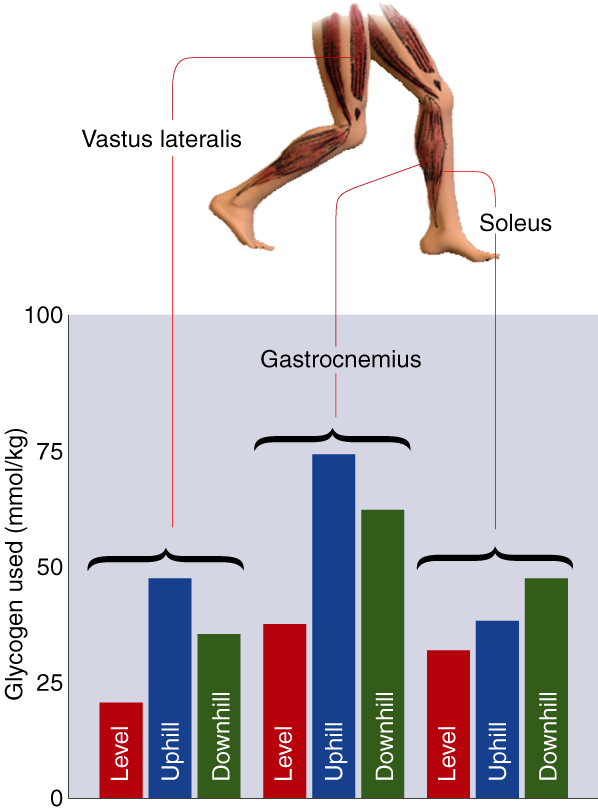 Vastus lateralis
Soleus
Gastrocnemius
Glycogen used (mmol/kg)
100
75
50
25
0
Level
Uphill
Downhill
Level
Uphill
Downhill
Level
Uphill
Downhill